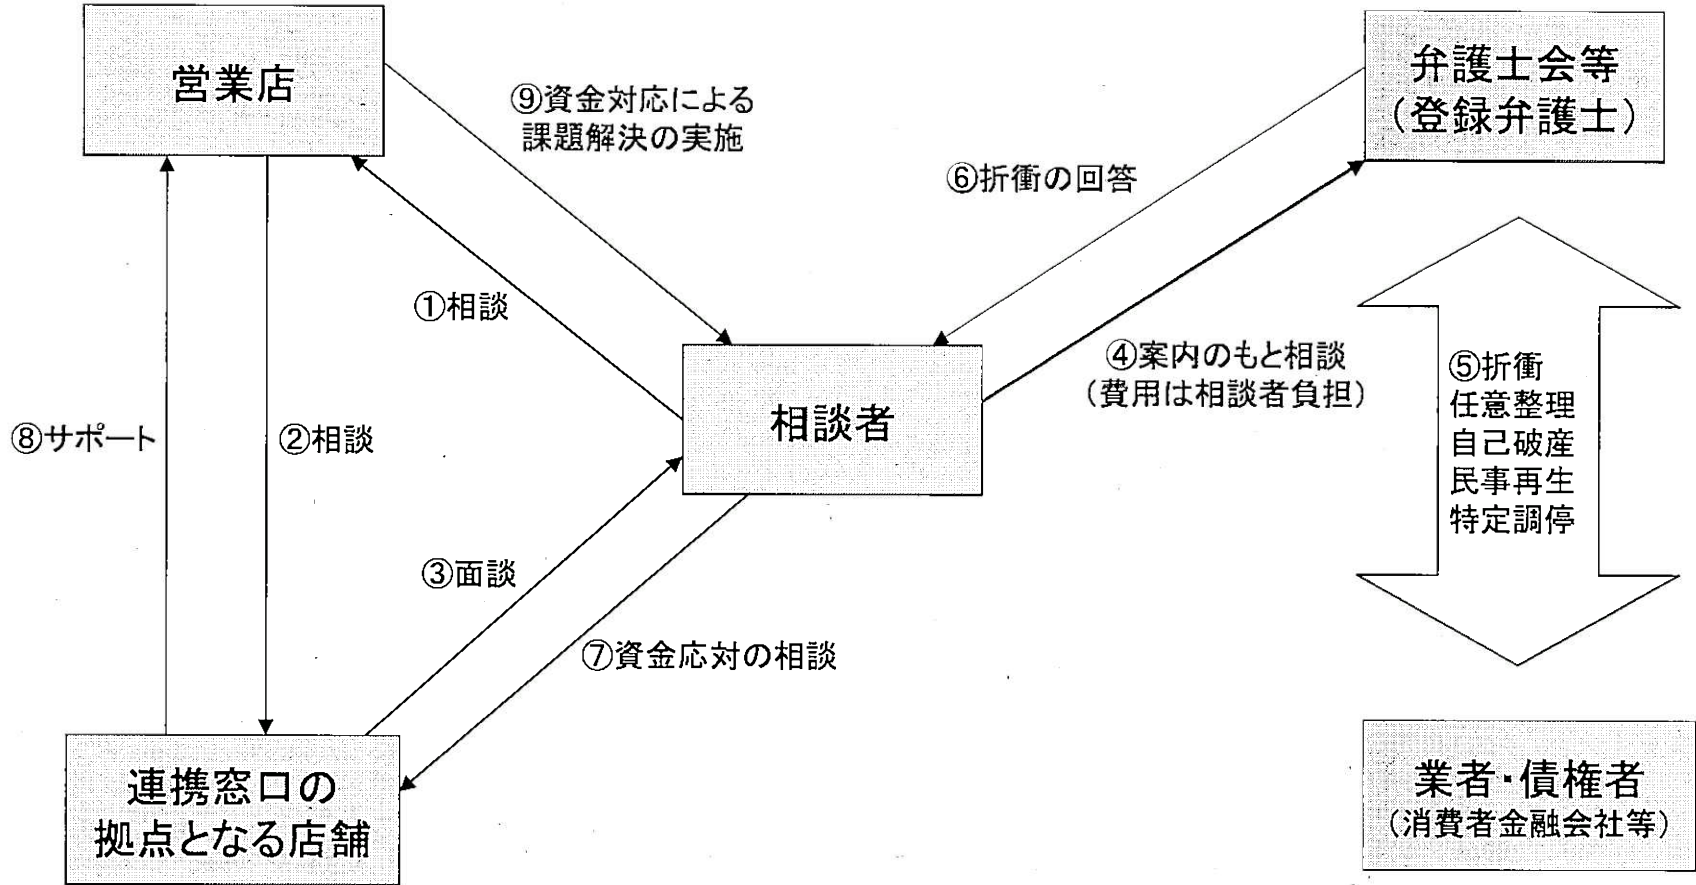 営業店
弁護士会等
（登録弁護士）
⑨資金対応による
課題解決の実施
⑥折衝の回答
①相談
④案内のもと相談
（費用は相談者負担）
⑤折衝
任意整理
自己破産
民事再生
特定調停
相談者
⑧サポート
②相談
③面談
⑦資金応対の相談
連携窓口の
拠点となる店舗
業者・債権者
（消費者金融会社等）